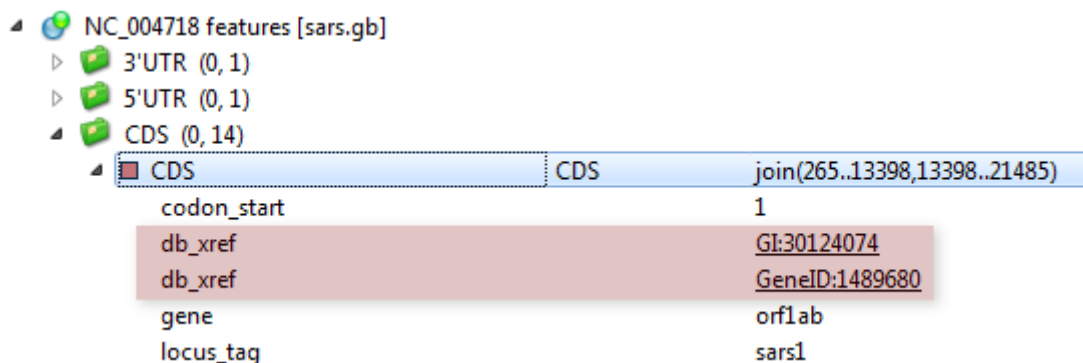 NC_004718 features [sars.gb]
3'UTR (0, 1)
5'UTR (0, 1)
CDS (0, 14)
CDS CDS join(265..13398,13398..21485)
codon_start 1
db_xref GI:30124074
db_xref GeneID:1489680
gene orf1ab
locus_tag sars1